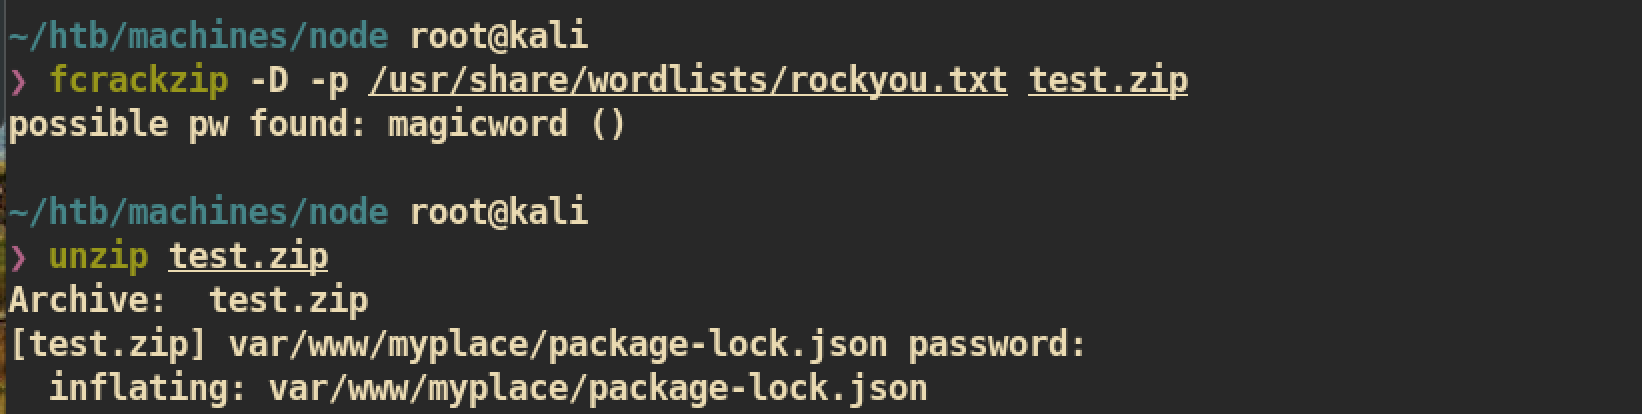 ~/htb/machines/node root@kali
❯ fcrackzip -D -p /usr/share/wordlists/rockyou.txt test.zip
possible pw found: magicword ()
~/htb/machines/node root@kali
❯ unzip test.zip
Archive:  test.zip
[test.zip] var/www/myplace/package-lock.json password:
  inflating: var/www/myplace/package-lock.json